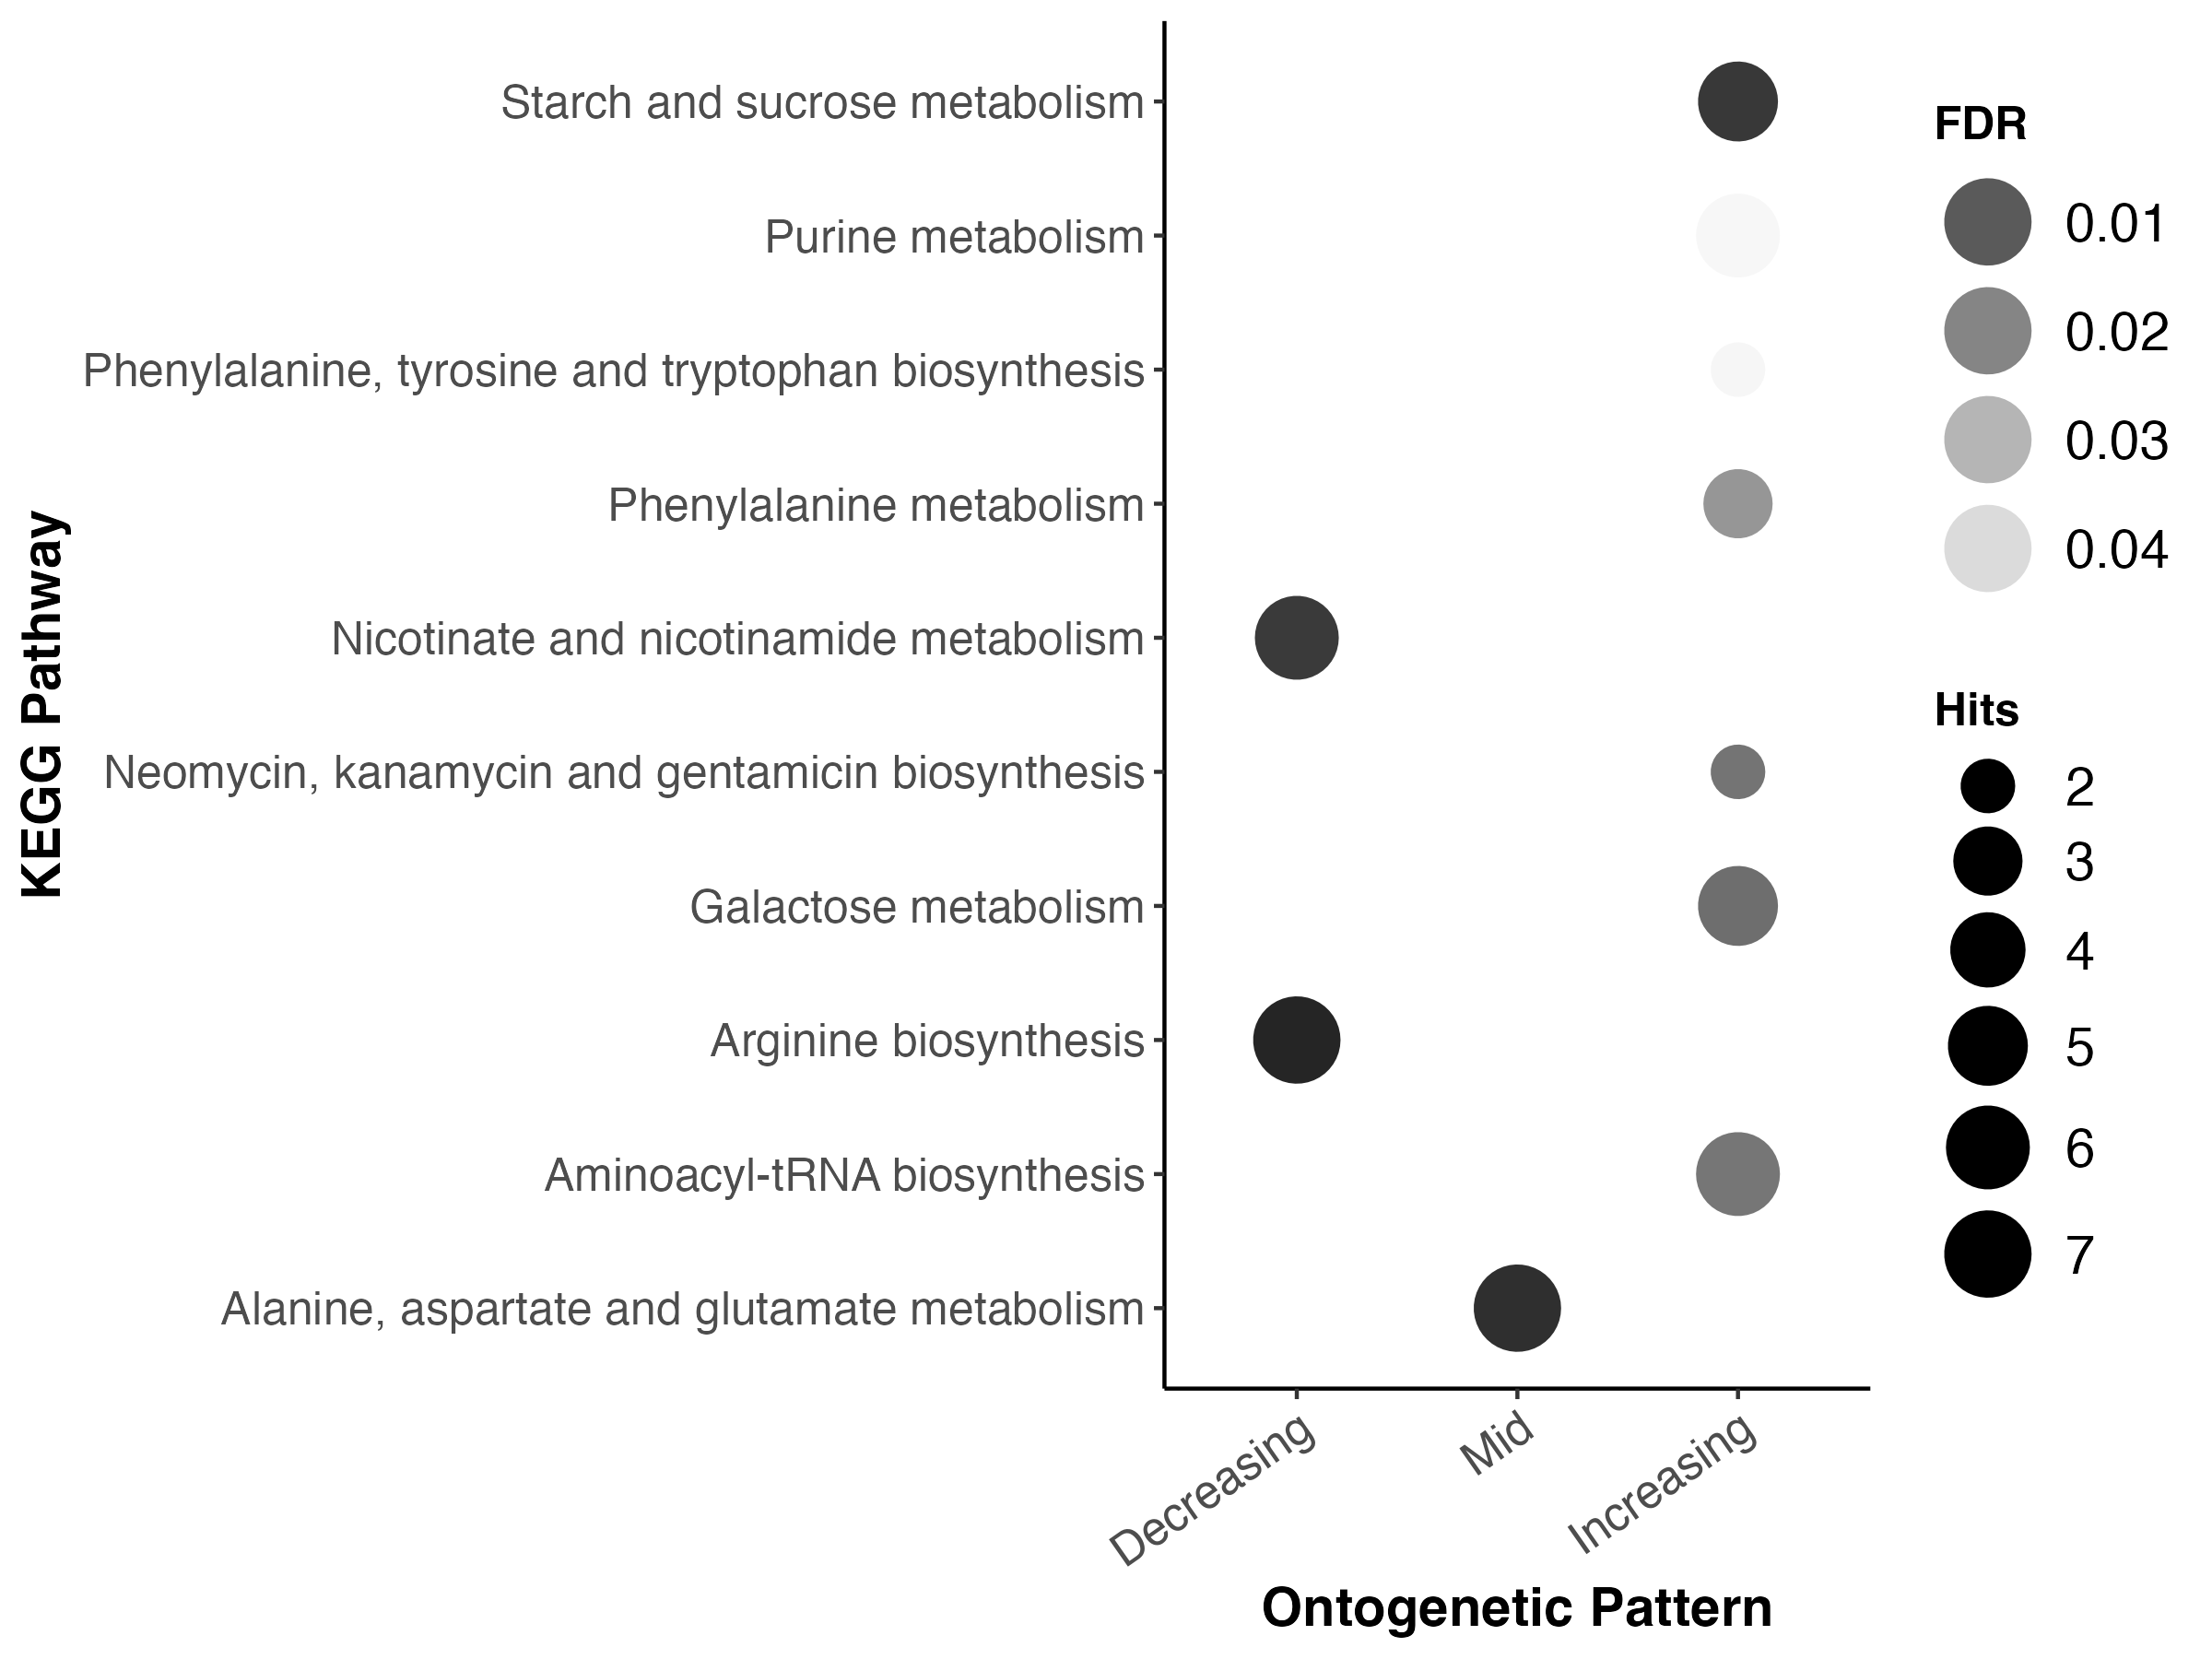 Starch and sucrose metabolism
Purine metabolism
Phenylalanine, tyrosine and tryptophan biosynthesis
Phenylalanine metabolism
Nicotinate and nicotinamide metabolism
Neomycin, kanamycin and gentamicin biosynthesis
Galactose metabolism
Arginine biosynthesis
Aminoacyl-tRNA biosynthesis
Alanine, aspartate and glutamate metabolism
KEGG Pathway
Decreasing
Mid
Increasing
Ontogenetic Pattern
FDR
0.01
0.02
0.03
0.04
Hits
2
3
4
5
6
7